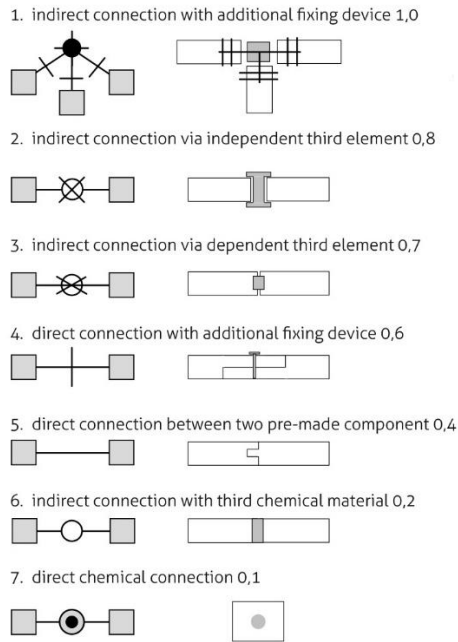 1. indirect connection with additional fixing device 1,0
2. indirect connection via independent third element 0,8
3. indirect connection via dependent third element 0,7
4. direct connection with additional fixing device 0,6
5. direct connection between two pre-made component 0,4
6. indirect connection with third chemical material 0,2
7. direct chemical connection 0,1